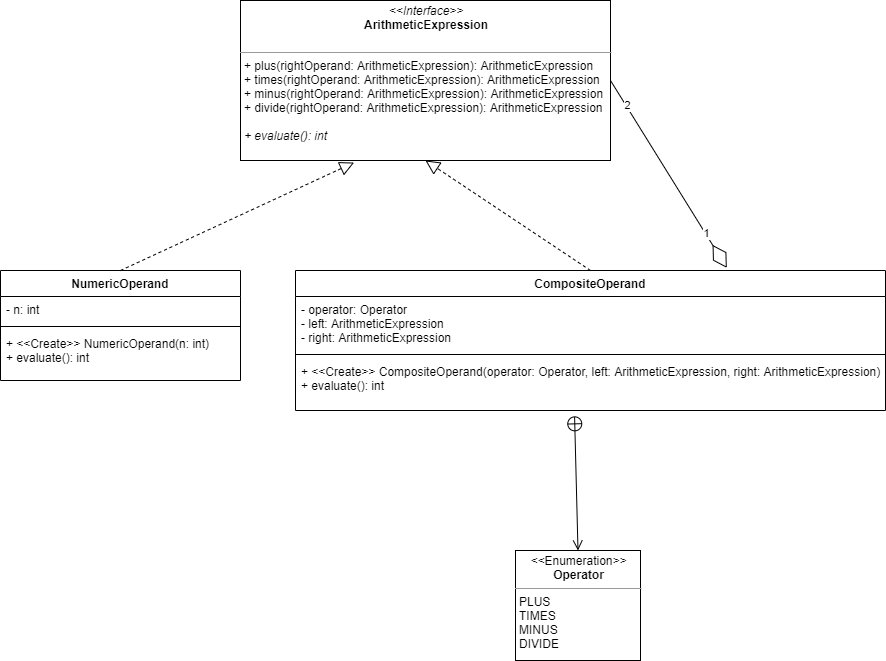 <<Interface>>
ArithmeticExpression
+ plus(rightOperand: ArithmeticExpression): ArithmeticExpression
+ times(rightOperand: ArithmeticExpression): ArithmeticExpression
+ minus(rightOperand: ArithmeticExpression): ArithmeticExpression
+ divide(rightOperand: ArithmeticExpression): ArithmeticExpression
+ evaluate(): int
2
1
NumericOperand
- n: int
+ <<Create>> NumericOperand(n: int)
+ evaluate(): int
CompositeOperand
- operator: Operator
- left: ArithmeticExpression
- right: ArithmeticExpression
+ <<Create>> CompositeOperand(operator: Operator, left: ArithmeticExpression, right: ArithmeticExpression)
+ evaluate(): int
<<Enumeration>>
Operator
PLUS
TIMES
MINUS
DIVIDE